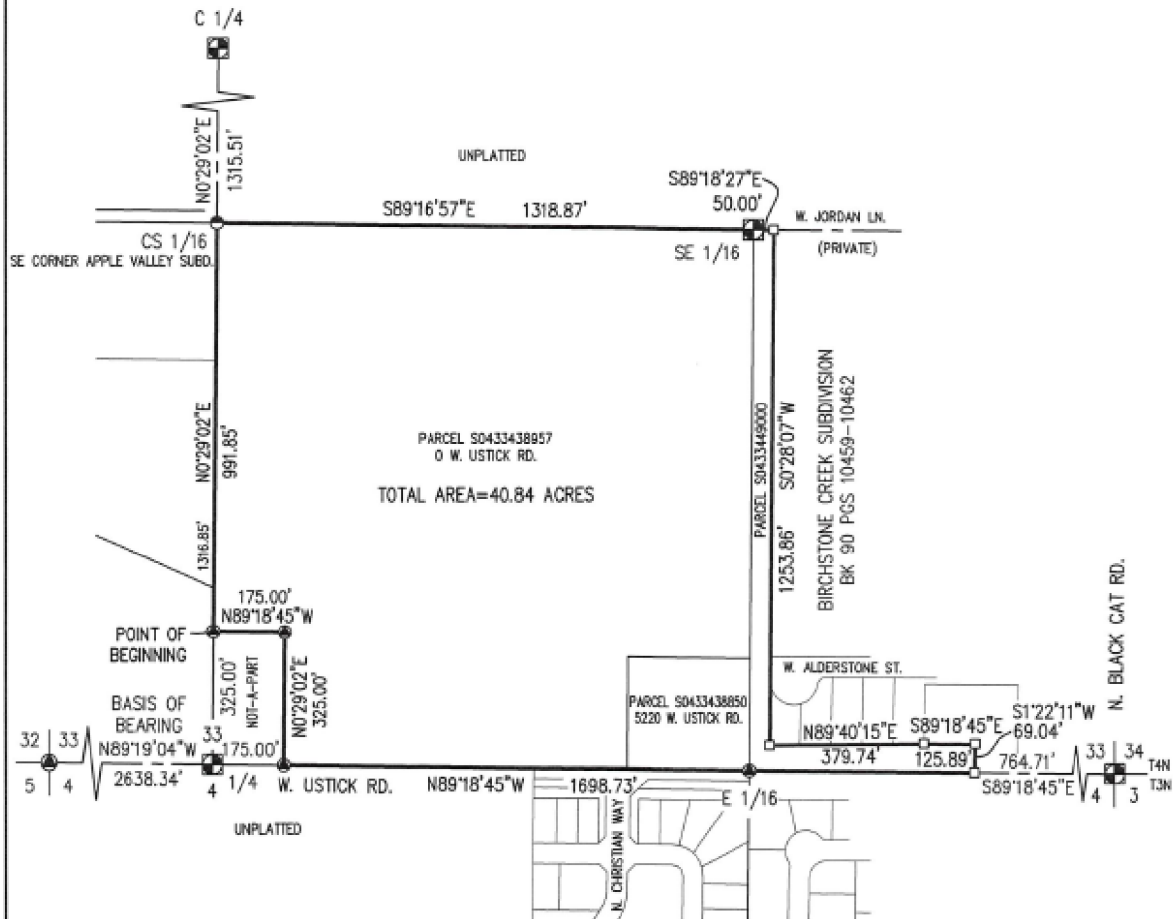 C 1/4
N0°29'02"E
1315.51'
UNPLATTED
S89°18'27"E
50.00'
S89°16'57"E 1318.87'
W. JORDAN LN.
(PRIVATE)
CS 1/16
SE CORNER APPLE VALLEY SUBD.
SE 1/16
N0°29'02"E
991.85'
1316.85'
PARCEL S0433438957
0 W. USTICK RD.
TOTAL AREA=40.84 ACRES
PARCEL S0433449000
S0°28'07"W
1253.86'
BIRCHSTONE CREEK SUBDIVISION
BK 90 PGS 10459-10462
N. BLACK CAT RD.
175.00'
N89°18'45"W
POINT OF
BEGINNING
325.00'
NOT-A-PART
N0°29'02"E
325.00'
W. ALDERSTONE ST.
PARCEL S0433438850
5220 W. USTICK RD.
BASIS OF
BEARING
N89°40'15"E
379.74'
S89°18'45"E
125.89'
S1°22'11"W
69.04'
32 33
5 4
N89°19'04"W
2638.34'
33
4
1/4
175.00'
W. USTICK RD.
N89°18'45"W 1698.73'
E 1/16
764.71'
S89°18'45"E
33 34
4 3
T4N
T3N
UNPLATTED
N. CHRISTIAN WAY